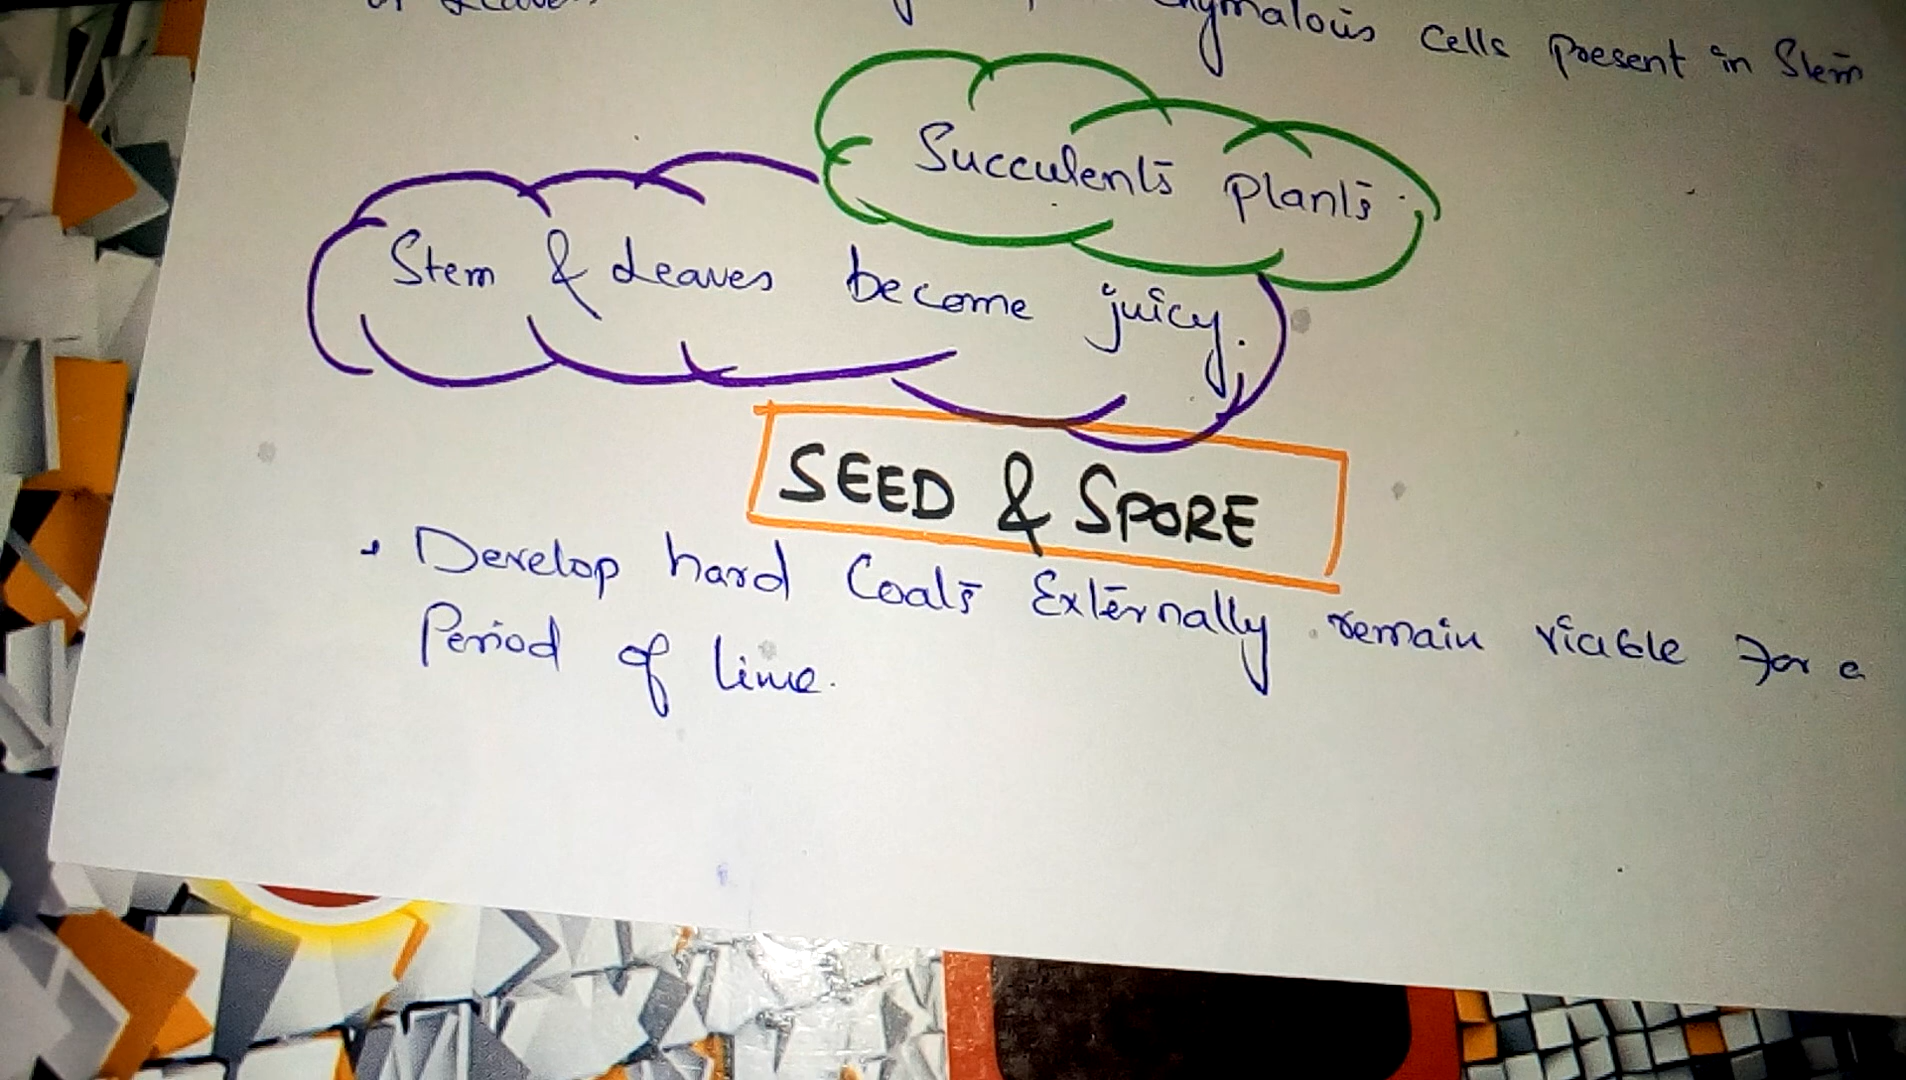 cells present in Stem
Succulents plants.
Stem & Leaves become juicy.
SEED & SPORE
• Develop hard Coats Externally remain viable for a
Period of time.